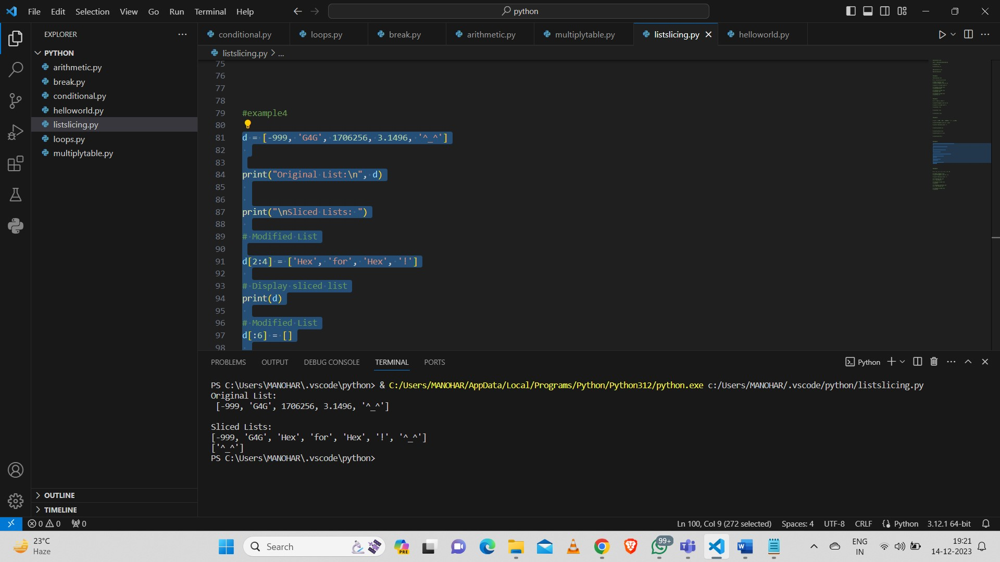 File Edit Selection View Go Run Terminal Help
python
EXPLORER
PYTHON
arithmetic.py
break.py
conditional.py
helloworld.py
listslicing.py
loops.py
multiplytable.py
OUTLINE
TIMELINE
conditional.py loops.py break.py arithmetic.py multiplytable.py listslicing.py helloworld.py
listslicing.py > ...
75
76
77
78
79 #example4
80
81 d = [-999, 'G4G', 1706256, 3.1496, '^_^']
82
83
84 print("Original List:\n", d)
85
86
87 print("\nSliced Lists: ")
88
89 # Modified List
90
91 d[2:4] = ['Hex', 'for', 'Hex', '!']
92
93 # Display sliced list
94 print(d)
95
96 # Modified List
97 d[:6] = []
98
PROBLEMS OUTPUT DEBUG CONSOLE TERMINAL PORTS
Python
PS C:\Users\MANOHAR\.vscode\python> & C:/Users/MANOHAR/AppData/Local/Programs/Python/Python312/python.exe c:/Users/MANOHAR/.vscode/python/listslicing.py
Original List:
[-999, 'G4G', 1706256, 3.1496, '^_^']
Sliced Lists:
[-999, 'G4G', 'Hex', 'for', 'Hex', '!', '^_^']
['^_^']
PS C:\Users\MANOHAR\.vscode\python>
0 0 0
Ln 100, Col 9 (272 selected) Spaces: 4 UTF-8 CRLF Python 3.12.1 64-bit
23°C
Haze
Search
PRE
99+
ENG
IN
19:21
14-12-2023